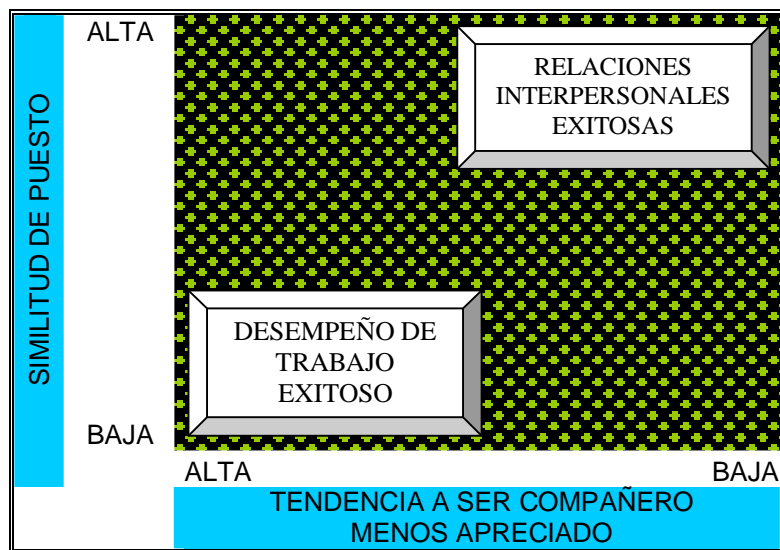 ALTA
SIMILITUD DE PUESTO
RELACIONES
INTERPERSONALES
EXITOSAS
DESEMPEÑO DE
TRABAJO
EXITOSO
BAJA
ALTA
BAJA
TENDENCIA A SER COMPAÑERO
MENOS APRECIADO